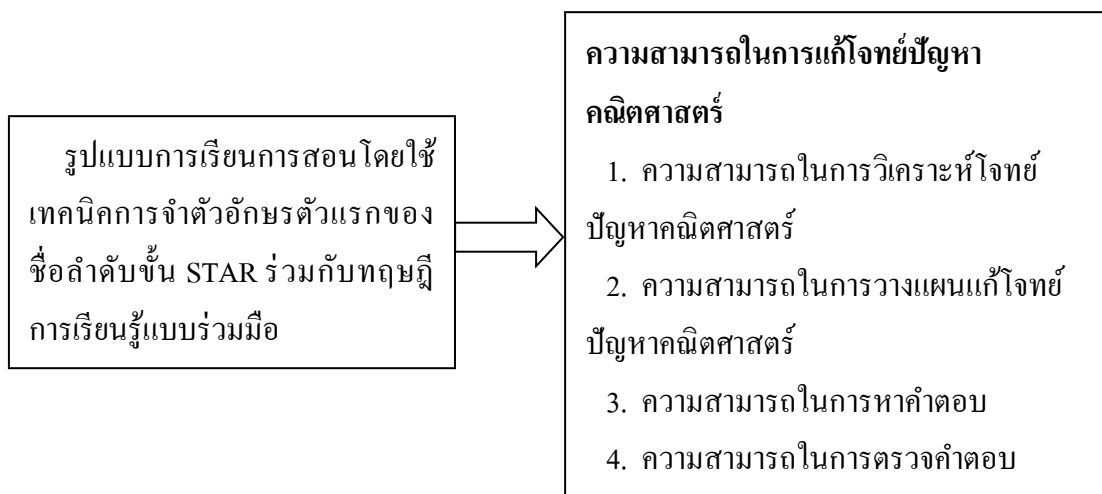 รูปแบบการเรียนการสอนโดยใช้
เทคนิคการจำตัวอักษรตัวแรกของ
ชื่อลำดับขั้น STAR ร่วมกับทฤษฎี
การเรียนรู้แบบร่วมมือ
ความสามารถในการแก้โจทย์ปัญหา
คณิตศาสตร์
1. ความสามารถในการวิเคราะห์โจทย์
ปัญหาคณิตศาสตร์
2. ความสามารถในการวางแผนแก้โจทย์
ปัญหาคณิตศาสตร์
3. ความสามารถในการหาคำตอบ
4. ความสามารถในการตรวจคำตอบ